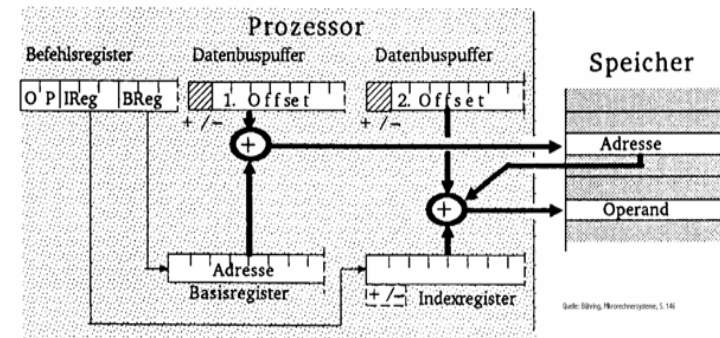 Prozessor
Befehlsregister Datenbuspuffer Datenbuspuffer
Speicher
O P IReg BReg 1. Offset 2. Offset
+ / - + / -
+ Adresse
+ Operand
Adresse
Basisregister + / - Indexregister
Quelle: Bähring, Mikrorechnersysteme, S. 146